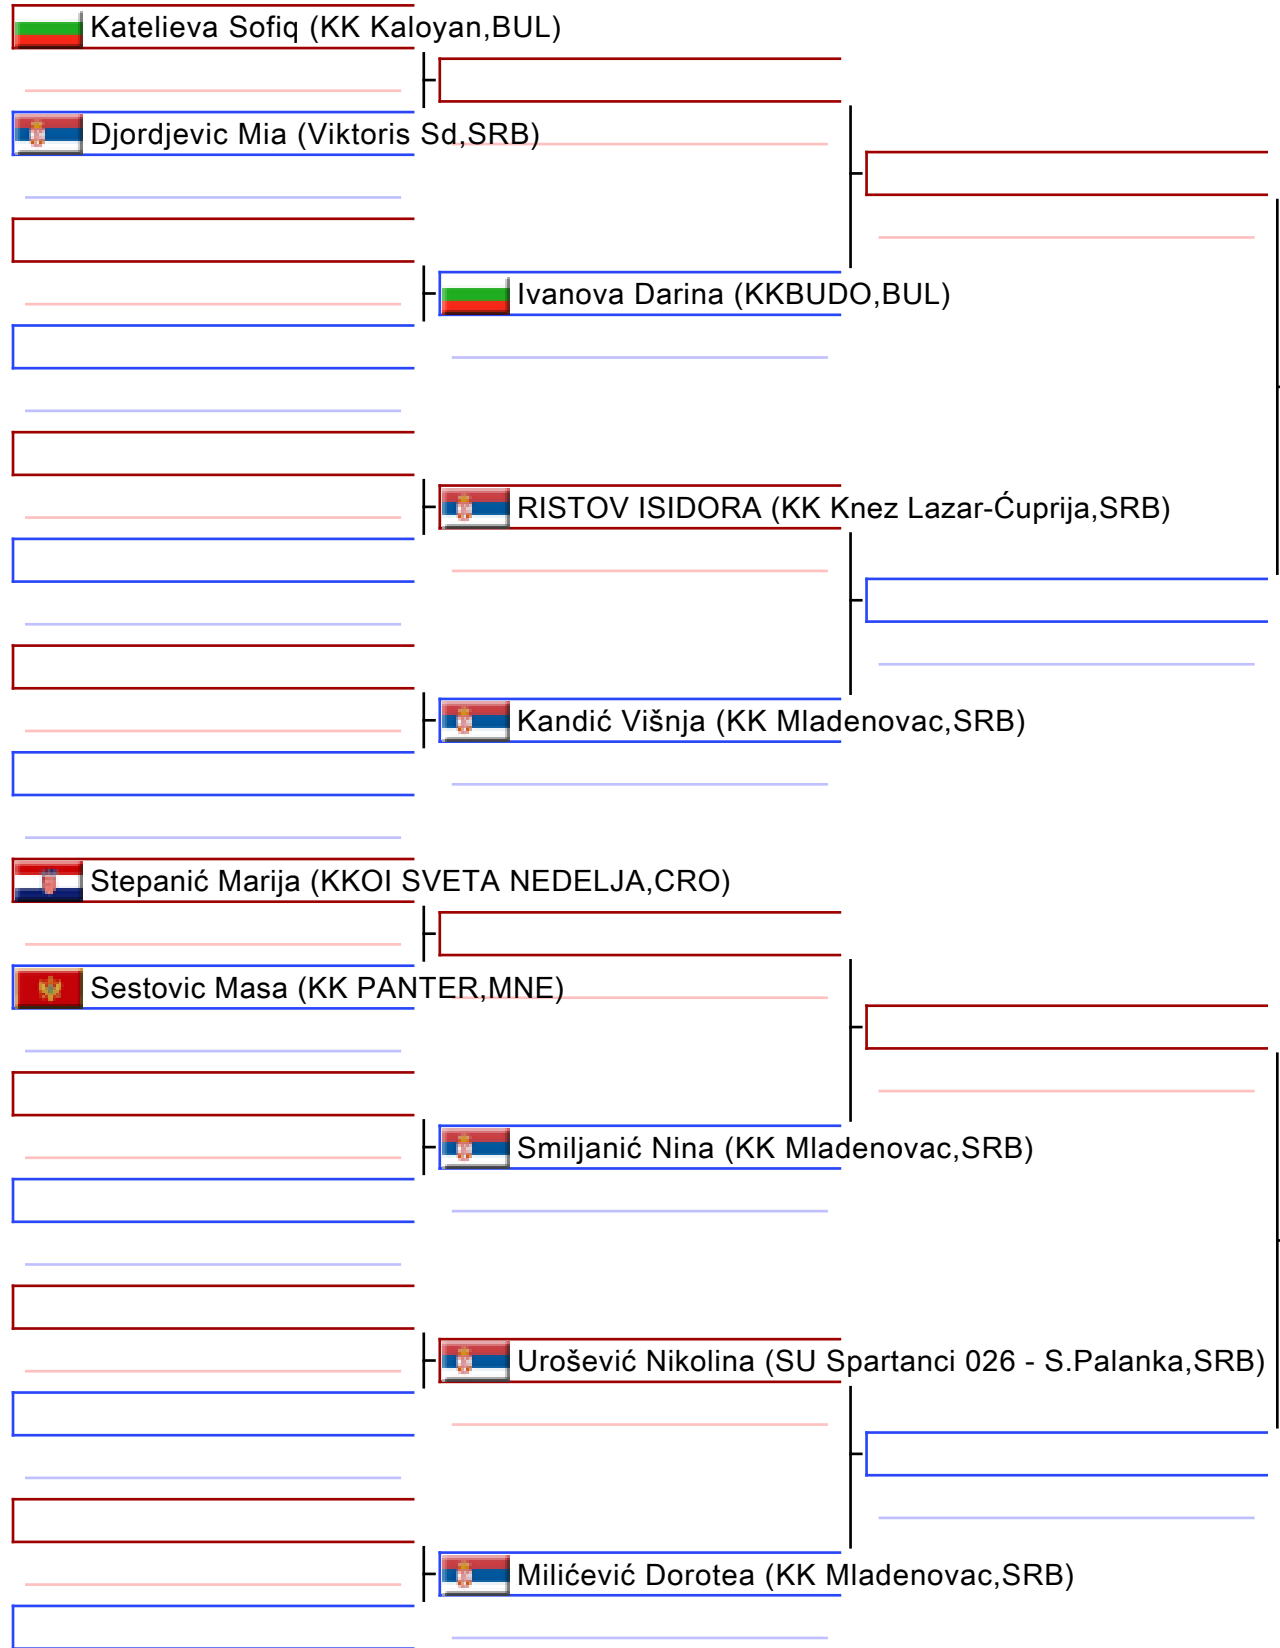 Katelieva Sofiq (KK Kaloyan,BUL)
Djordjevic Mia (Viktoris Sd,SRB)
Ivanova Darina (KKBUDO,BUL)
RISTOV ISIDORA (KK Knez Lazar-Ćuprija,SRB)
Kandić Višnja (KK Mladenovac,SRB)
Stepanić Marija (KKOI SVETA NEDELJA,CRO)
Sestovic Masa (KK PANTER,MNE)
Smiljanić Nina (KK Mladenovac,SRB)
Urošević Nikolina (SU Spartanci 026 - S.Palanka,SRB)
Milićević Dorotea (KK Mladenovac,SRB)